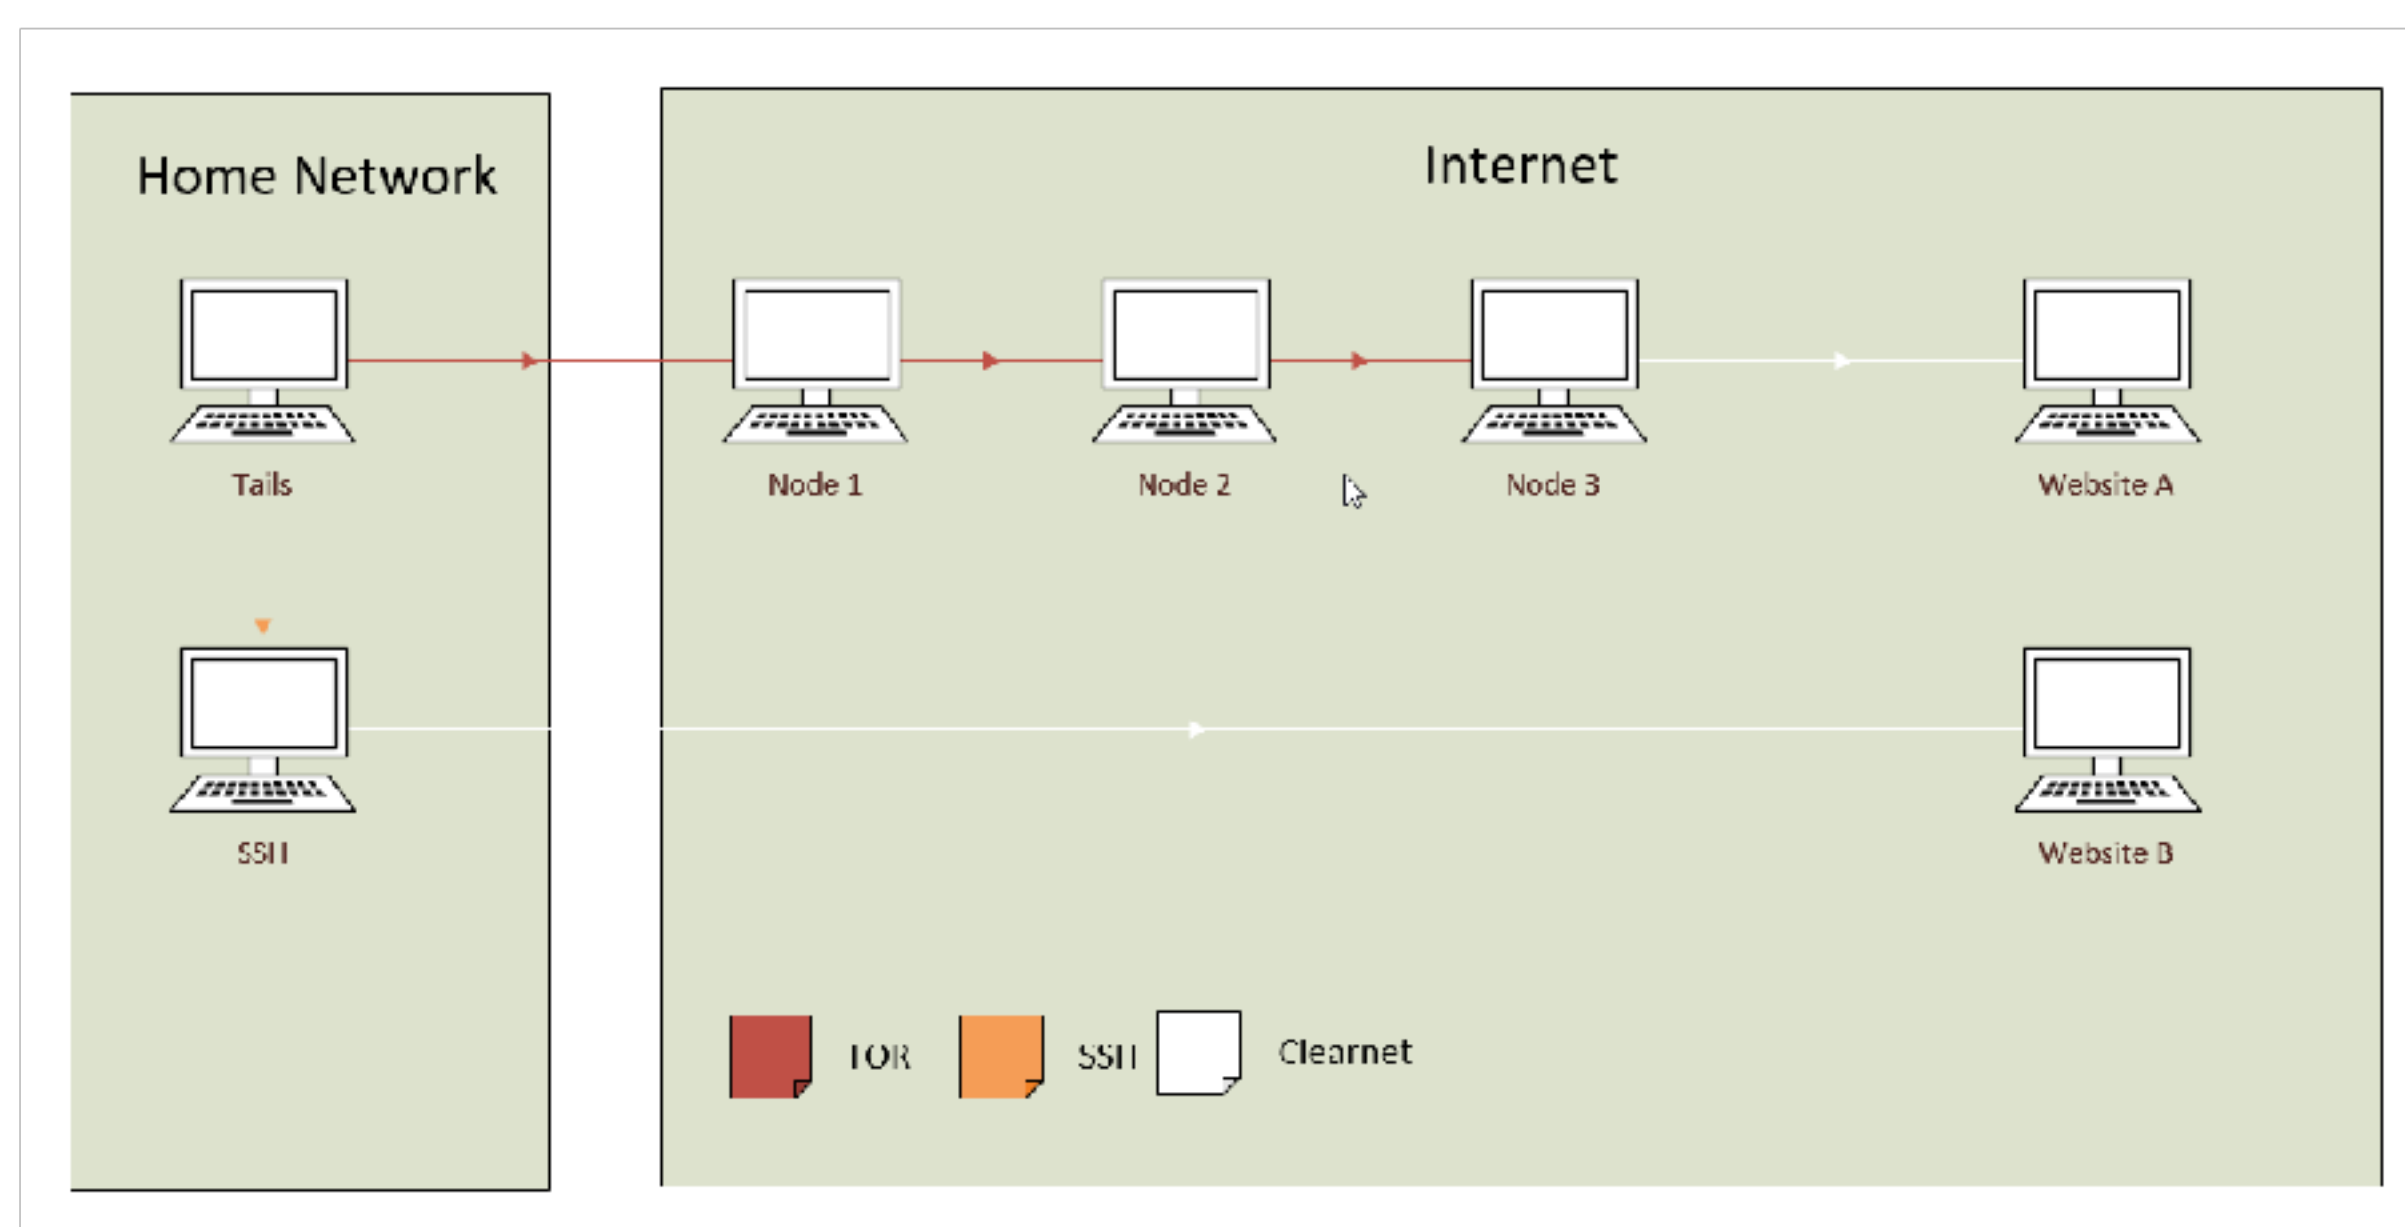 Home Network
Internet
Tails
Node 1
Node 2
Node 3
Website A
SSH
Website B
TOR
SSH
Clearnet